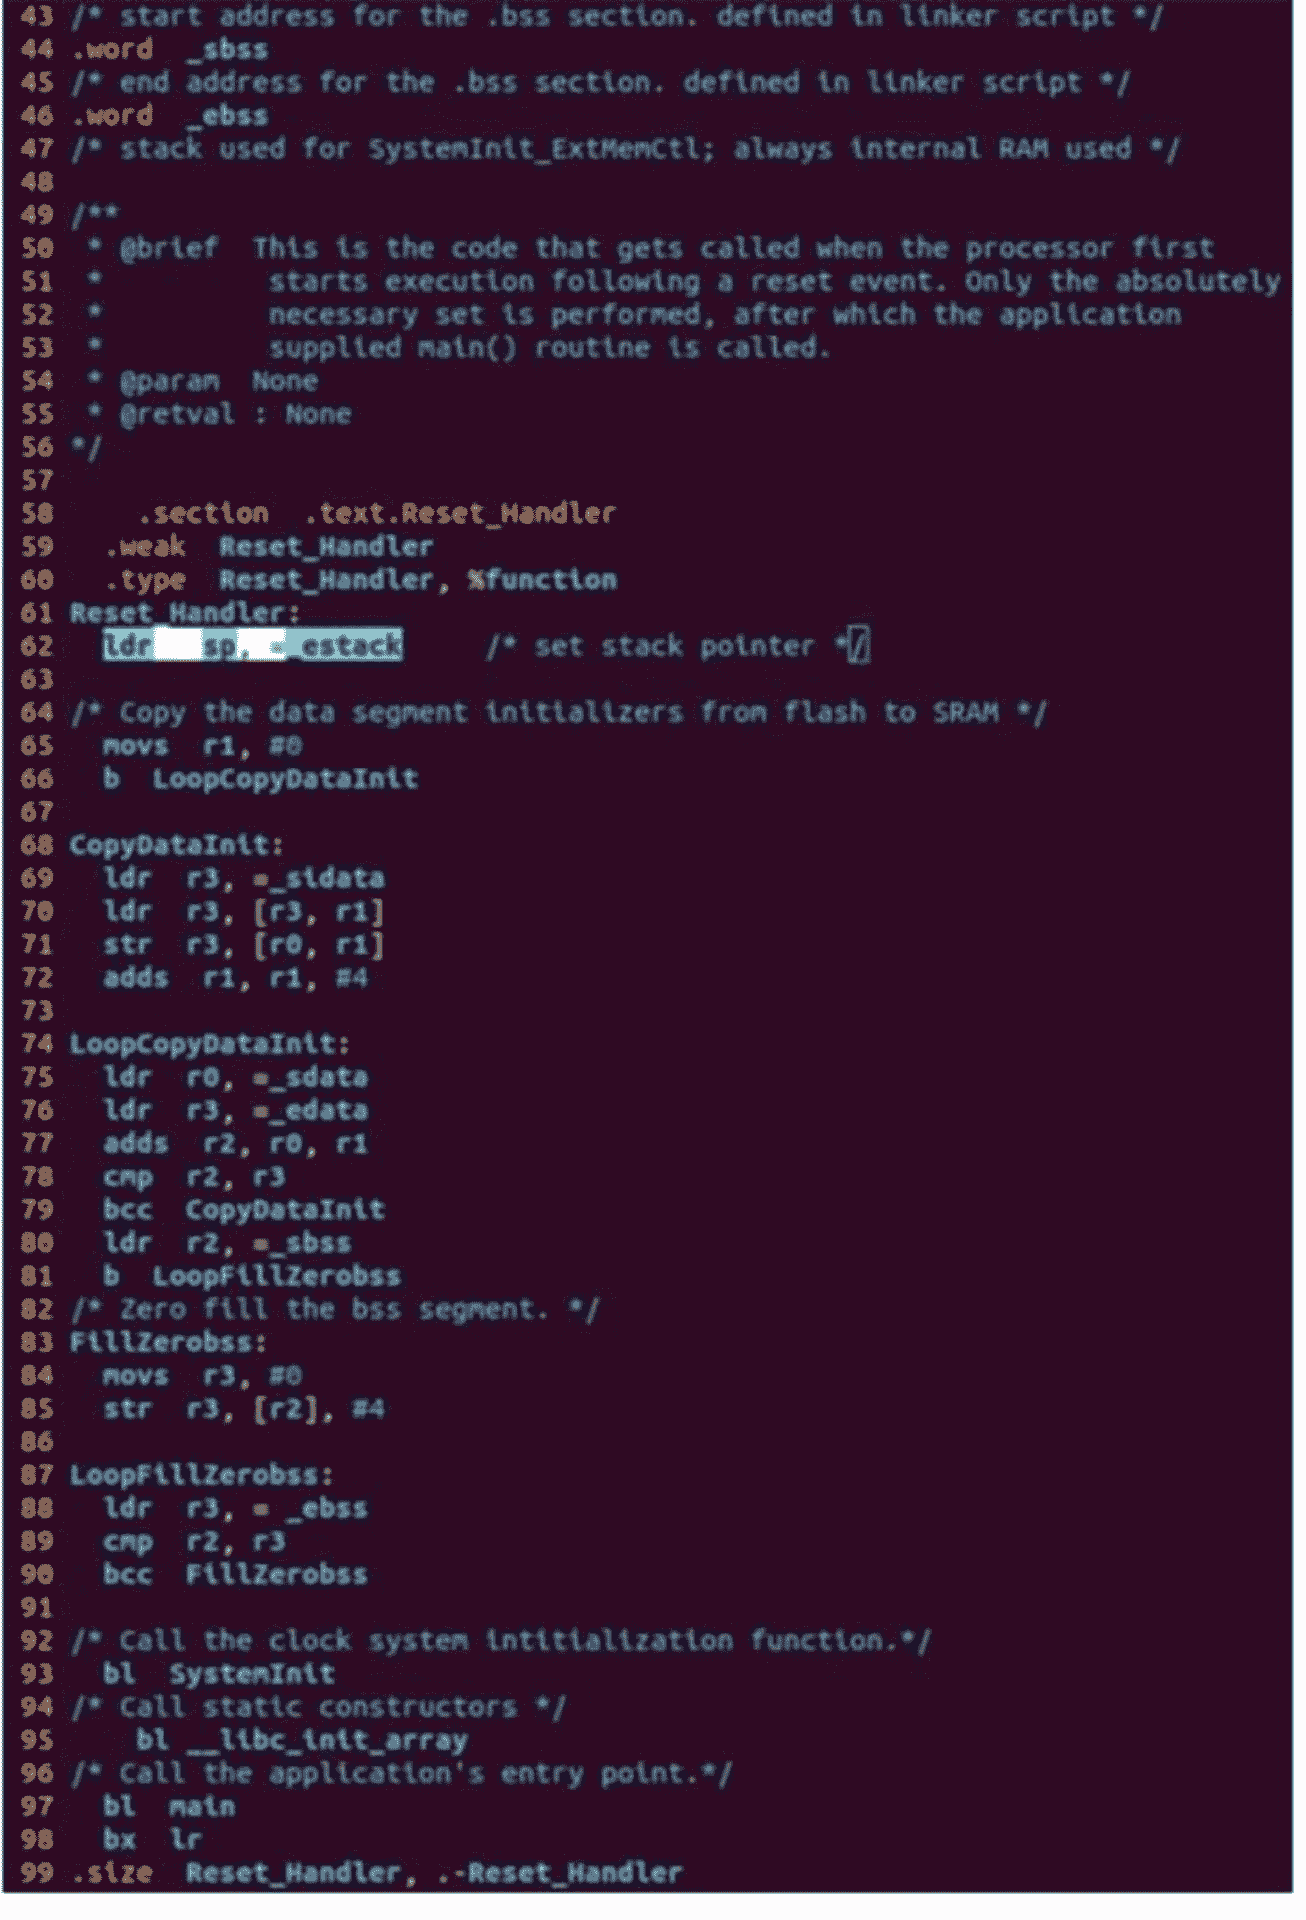 43 /* start address for the .bss section. defined in linker script */
44 .word  _sbss
45 /* end address for the .bss section. defined in linker script */
46 .word  _ebss
47 /* stack used for SystemInit_ExtMemCtl; always internal RAM used */
48
49 /**
50  * @brief  This is the code that gets called when the processor first
51  *          starts execution following a reset event. Only the absolutely
52  *          necessary set is performed, after which the application
53  *          supplied main() routine is called.
54  * @param  None
55  * @retval : None
56 */
57
58     .section  .text.Reset_Handler
59   .weak  Reset_Handler
60   .type  Reset_Handler, %function
61 Reset_Handler:
62   ldr   sp, =_estack     /* set stack pointer */
63
64 /* Copy the data segment initializers from flash to SRAM */
65   movs  r1, #0
66   b  LoopCopyDataInit
67
68 CopyDataInit:
69   ldr  r3, =_sidata
70   ldr  r3, [r3, r1]
71   str  r3, [r0, r1]
72   adds  r1, r1, #4
73
74 LoopCopyDataInit:
75   ldr  r0, =_sdata
76   ldr  r3, =_edata
77   adds  r2, r0, r1
78   cmp  r2, r3
79   bcc  CopyDataInit
80   ldr  r2, =_sbss
81   b  LoopFillZerobss
82 /* Zero fill the bss segment. */
83 FillZerobss:
84   movs  r3, #0
85   str  r3, [r2], #4
86
87 LoopFillZerobss:
88   ldr  r3, = _ebss
89   cmp  r2, r3
90   bcc  FillZerobss
91
92 /* Call the clock system intitialization function.*/
93   bl  SystemInit
94 /* Call static constructors */
95     bl __libc_init_array
96 /* Call the application's entry point.*/
97   bl  main
98   bx  lr
99 .size  Reset_Handler, .-Reset_Handler